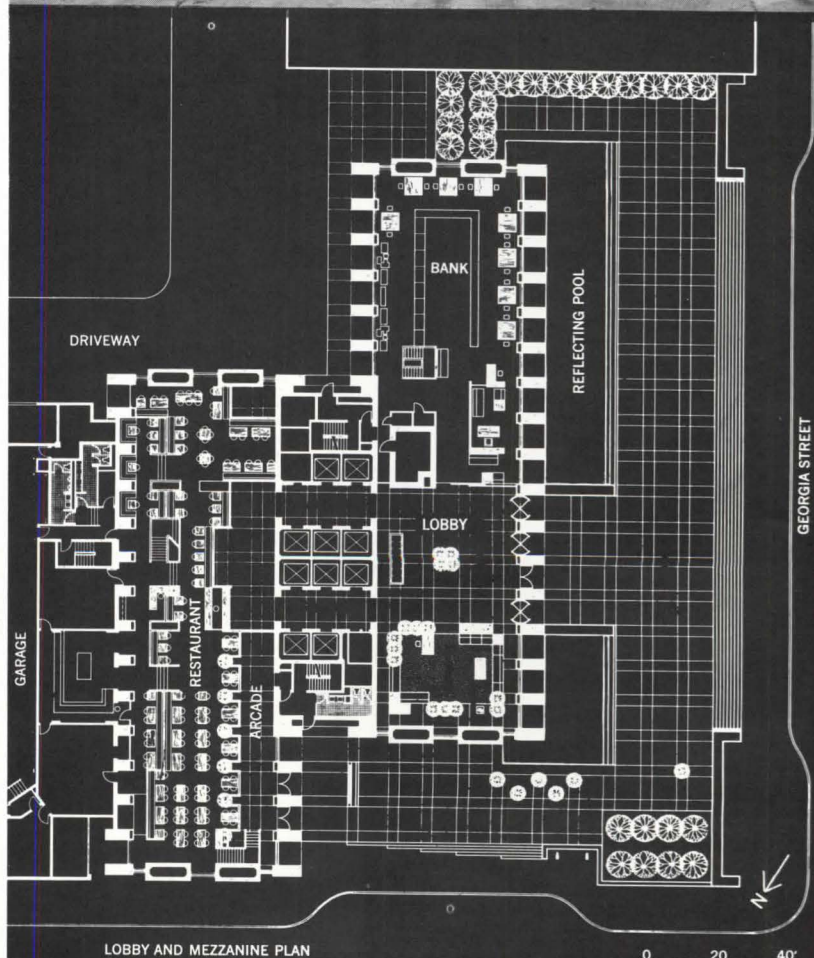 BANK
REFLECTING POOL
DRIVEWAY
GEORGIA STREET
LOBBY
RESTAURANT
GARAGE
ARCADE
N
LOBBY AND MEZZANINE PLAN
0 20 40'